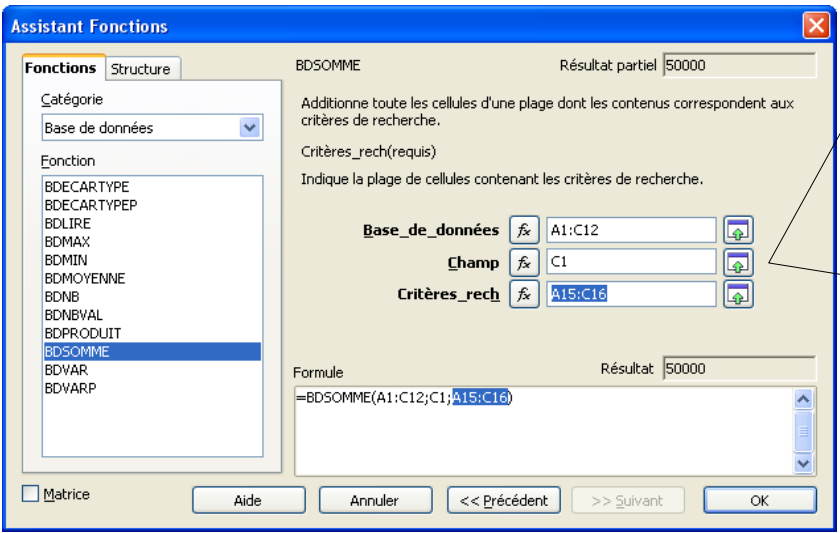 Assistant Fonctions
Fonctions Structure
Catégorie
Base de données
Fonction
BDECARTYPE
BDECARTYPEP
BDLIRE
BDMAX
BDMIN
BDMOYENNE
BDNB
BDNBVAL
BDPRODUIT
BDSOMME
BDVAR
BDVARP
BDSOMME
Résultat partiel 50000
Additionne toute les cellules d'une plage dont les contenus correspondent aux
critères de recherche.
Critères_rech(requis)
Indique la plage de cellules contenant les critères de recherche.
Base_de_données fx A1:C12
Champ fx C1
Critères_rech fx A15:C16
Formule
Résultat 50000
=BDSOMME(A1:C12;C1;A15:C16)
Matrice
Aide
Annuler
<< Précédent
>> Suivant
OK